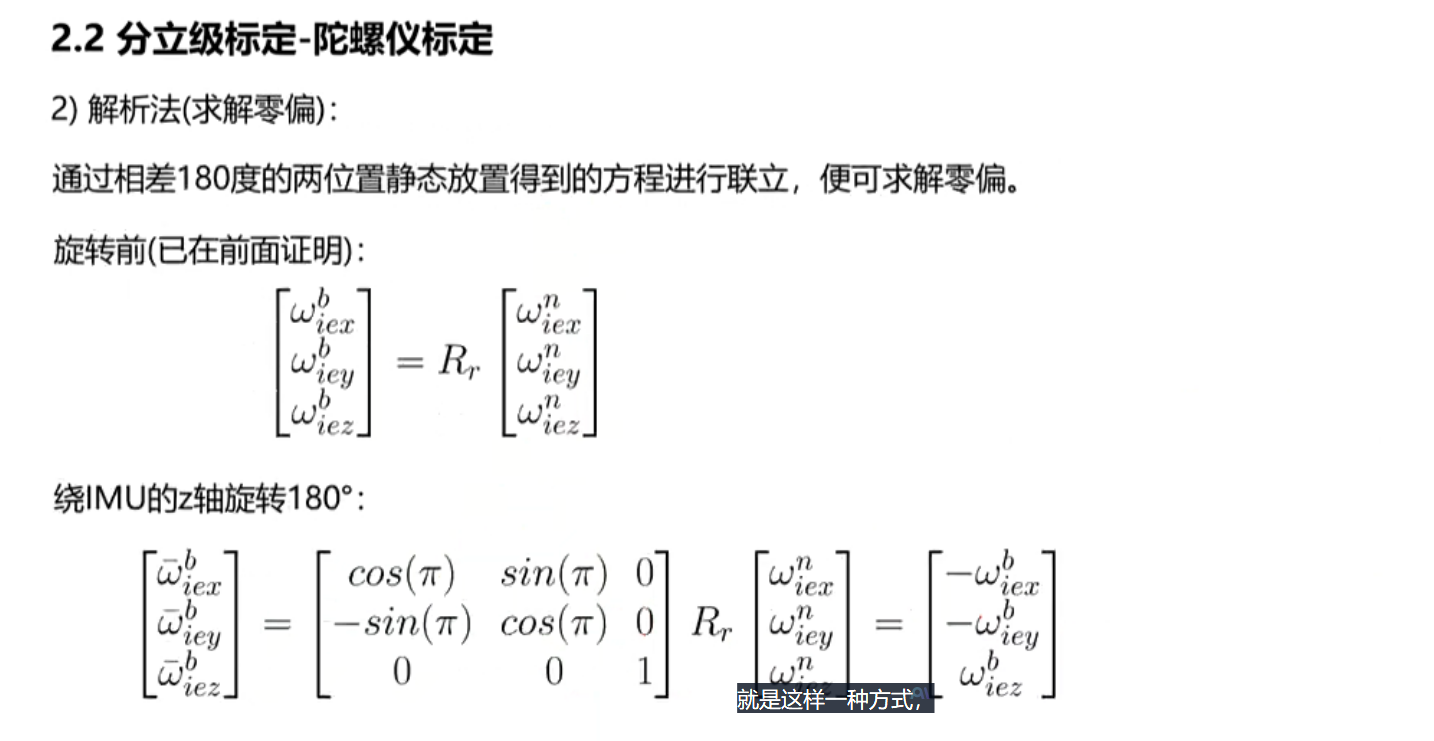 2.2 分立级标定-陀螺仪标定
2) 解析法(求解零偏)：
通过相差180度的两位置静态放置得到的方程进行联立，便可求解零偏。
旋转前(已在前面证明)：
\begin{bmatrix} \omega_{iex}^{b} \\ \omega_{iey}^{b} \\ \omega_{iez}^{b} \end{bmatrix} = R_r \begin{bmatrix} \omega_{iex}^{n} \\ \omega_{iey}^{n} \\ \omega_{iez}^{n} \end{bmatrix}
绕IMU的z轴旋转180°：
\begin{bmatrix} \bar{\omega}_{iex}^{b} \\ \bar{\omega}_{iey}^{b} \\ \bar{\omega}_{iez}^{b} \end{bmatrix} = \begin{bmatrix} cos(\pi) & sin(\pi) & 0 \\ -sin(\pi) & cos(\pi) & 0 \\ 0 & 0 & 1 \end{bmatrix} R_r \begin{bmatrix} \omega_{iex}^{n} \\ \omega_{iey}^{n} \\ \omega_{iez}^{n} \end{bmatrix} = \begin{bmatrix} -\omega_{iex}^{b} \\ -\omega_{iey}^{b} \\ \omega_{iez}^{b} \end{bmatrix}
就是这样一种方式，